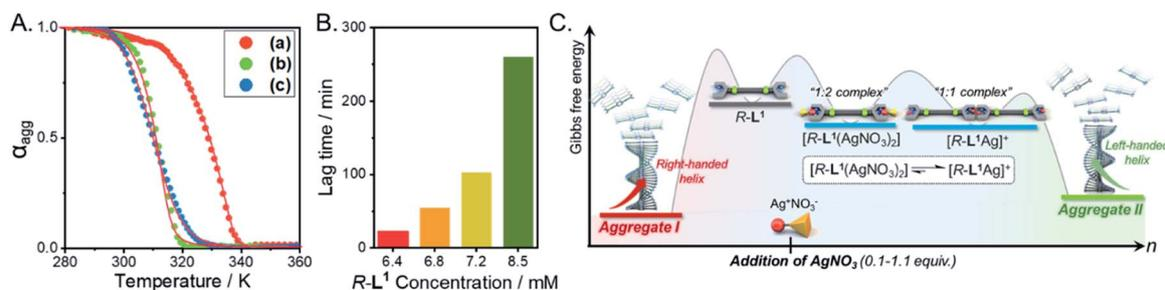 A.
1.0
0.5
0.0
αagg
280 300 320 340 360
Temperature / K
(a)
(b)
(c)
B.
300
200
100
0
Lag time / min
6.4 6.8 7.2 8.5
R-L¹ Concentration / mM
C.
Gibbs free energy
Right-handed
helix
Aggregate I
R-L¹
"1:2 complex"
[R-L¹(AgNO₃)₂]
"1:1 complex"
[R-L¹Ag]⁺
[R-L¹(AgNO₃)₂] ⇌ [R-L¹Ag]⁺
Ag⁺NO₃⁻
Left-handed
helix
Aggregate II
n
Addition of AgNO₃ (0.1-1.1 equiv.)